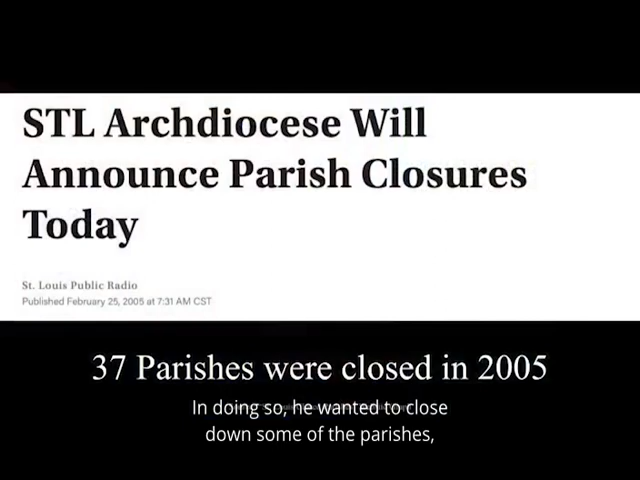 STL Archdiocese Will
Announce Parish Closures
Today
St. Louis Public Radio
Published February 25, 2005 at 7:31 AM CST
37 Parishes were closed in 2005
In doing so, he wanted to close
down some of the parishes,